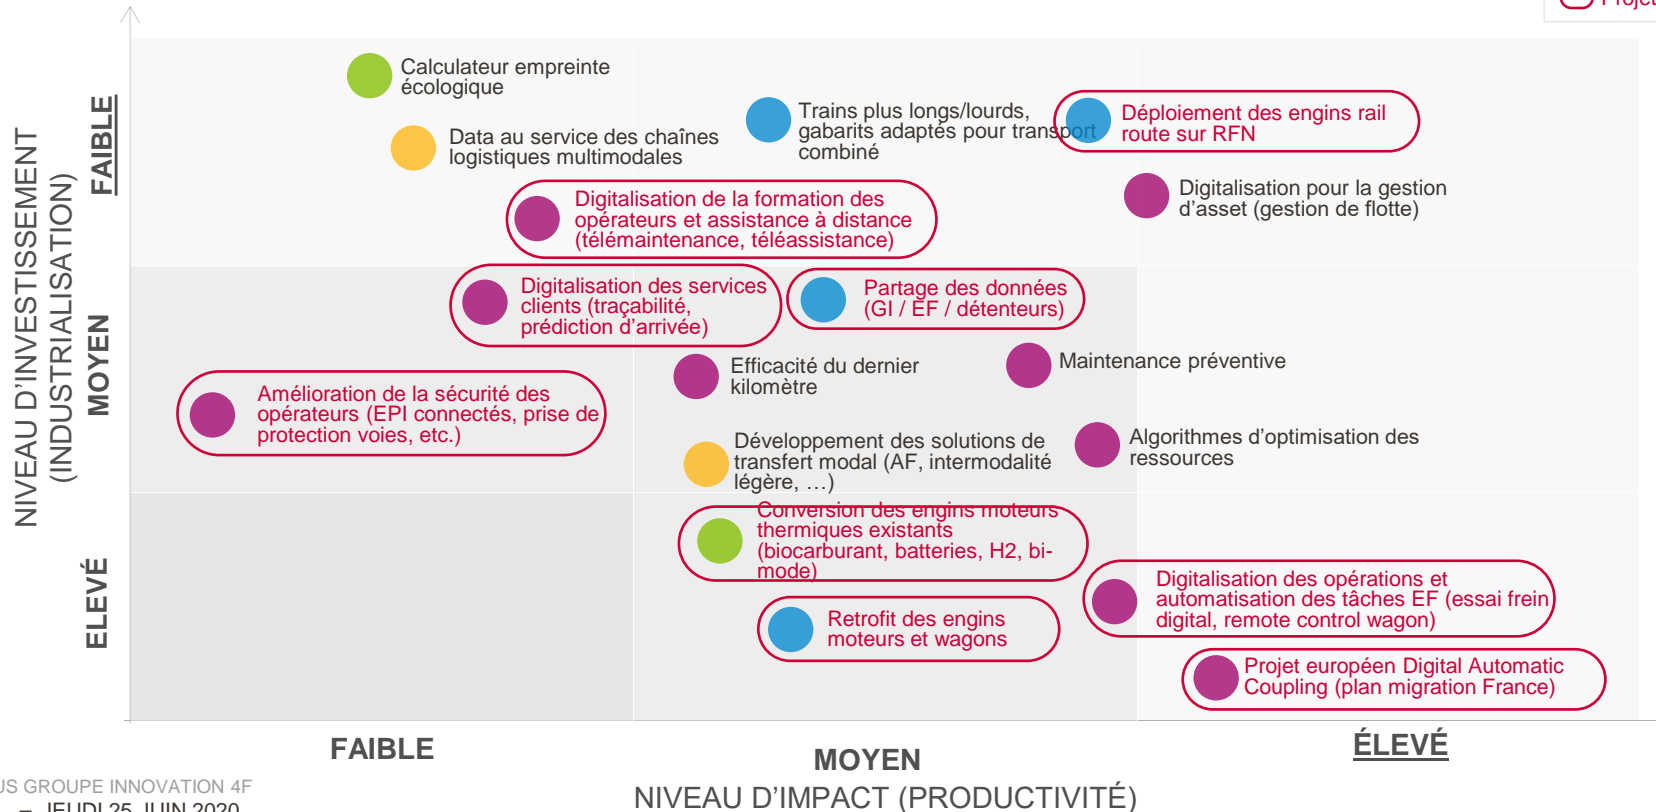 Projet
Calculateur empreinte
écologique
Data au service des chaînes
logistiques multimodales
Trains plus longs/lourds,
gabarits adaptés pour transport
combiné
Déploiement des engins rail
route sur RFN
Digitalisation de la formation des
opérateurs et assistance à distance
(télémaintenance, téléassistance)
Digitalisation pour la gestion
d’asset (gestion de flotte)
Digitalisation des services
clients (traçabilité,
prédiction d’arrivée)
Partage des données
(GI / EF / détenteurs)
Efficacité du dernier
kilomètre
Maintenance préventive
Amélioration de la sécurité des
opérateurs (EPI connectés, prise de
protection voies, etc.)
Développement des solutions de
transfert modal (AF, intermodalité
légère, …)
Algorithmes d’optimisation des
ressources
Conversion des engins moteurs
thermiques existants
(biocarburant, batteries, H2, bi-
mode)
Digitalisation des opérations et
automatisation des tâches EF (essai frein
digital, remote control wagon)
Retrofit des engins
moteurs et wagons
Projet européen Digital Automatic
Coupling (plan migration France)
NIVEAU D’INVESTISSEMENT
(INDUSTRIALISATION)
FAIBLE
MOYEN
ELEVÉ
FAIBLE
MOYEN
ÉLEVÉ
NIVEAU D’IMPACT (PRODUCTIVITÉ)
US GROUPE INNOVATION 4F
– JEUDI 25 JUIN 2020